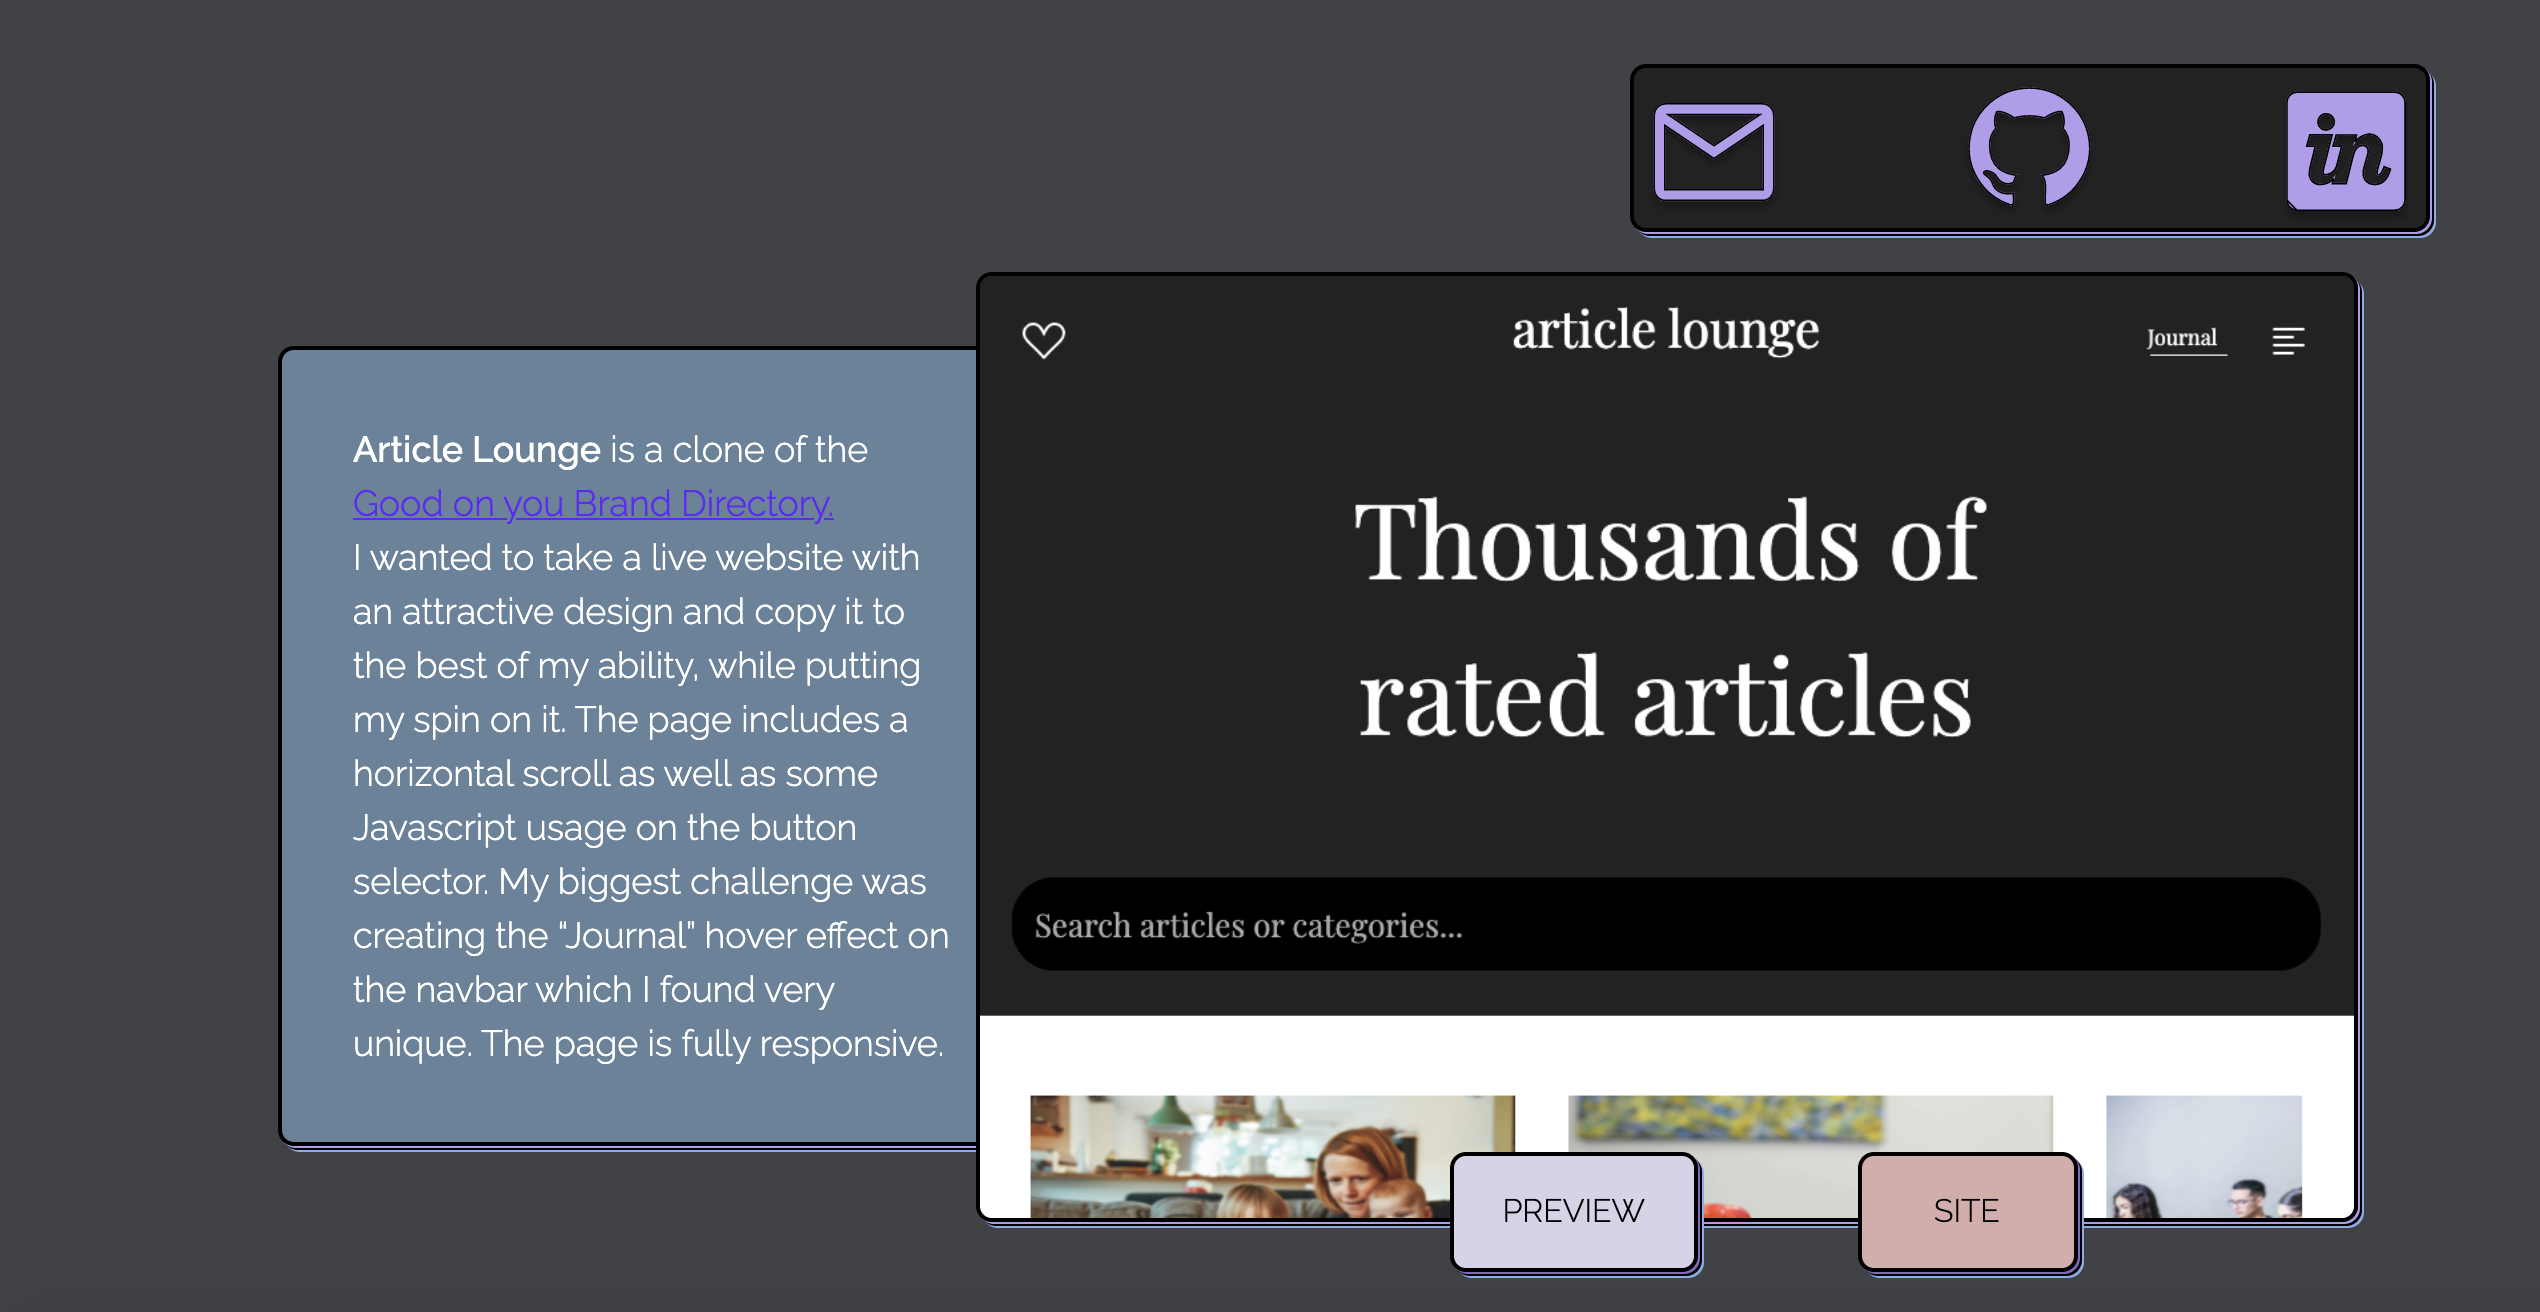 in
Article Lounge is a clone of the
Good on you Brand Directory.
I wanted to take a live website with
an attractive design and copy it to
the best of my ability, while putting
my spin on it. The page includes a
horizontal scroll as well as some
Javascript usage on the button
selector. My biggest challenge was
creating the “Journal” hover effect on
the navbar which I found very
unique. The page is fully responsive.
article lounge
Journal
Thousands of
rated articles
Search articles or categories...
PREVIEW
SITE